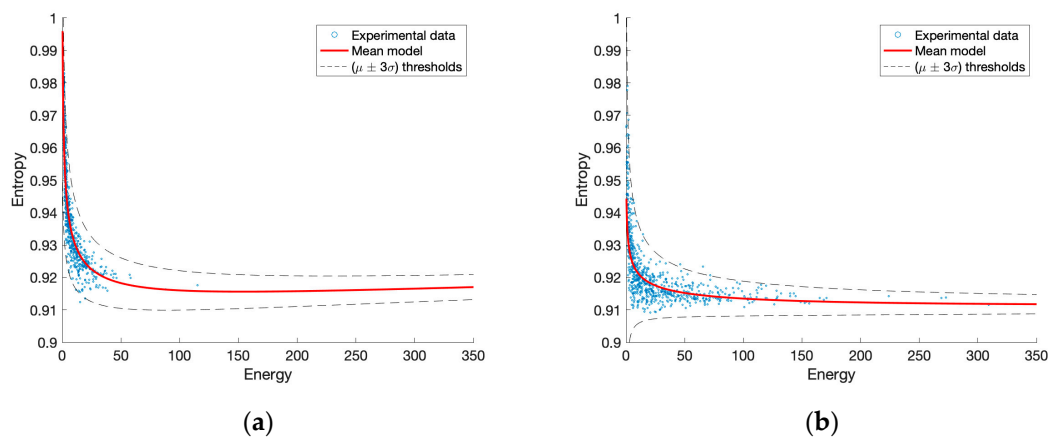 1
0.99
0.98
0.97
0.96
0.95
0.94
0.93
0.92
0.91
0.9
Entropy
0 50 100 150 200 250 300 350
Energy
Experimental data
Mean model
(μ ± 3σ) thresholds
(a)
1
0.99
0.98
0.97
0.96
0.95
0.94
0.93
0.92
0.91
0.9
Entropy
0 50 100 150 200 250 300 350
Energy
Experimental data
Mean model
(μ ± 3σ) thresholds
(b)